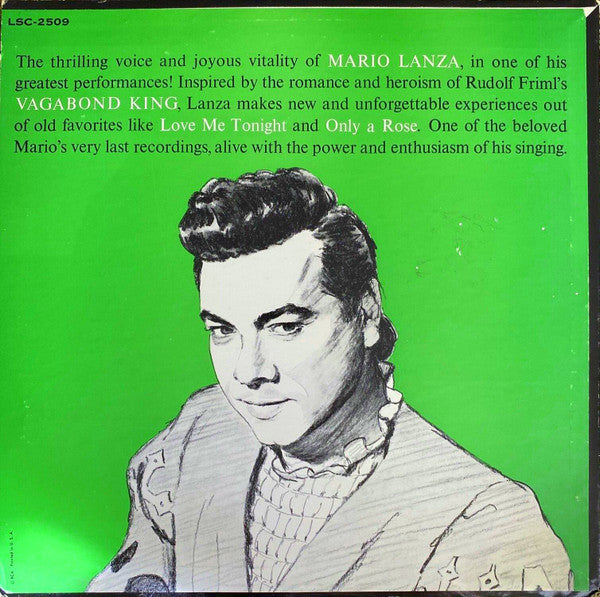 LSC-2509
The thrilling voice and joyous vitality of MARIO LANZA, in one of his
greatest performances! Inspired by the romance and heroism of Rudolf Friml's
VAGABOND KING, Lanza makes new and unforgettable experiences out
of old favorites like Love Me Tonight and Only a Rose. One of the beloved
Mario's very last recordings, alive with the power and enthusiasm of his singing.
Printed in U.S.A.